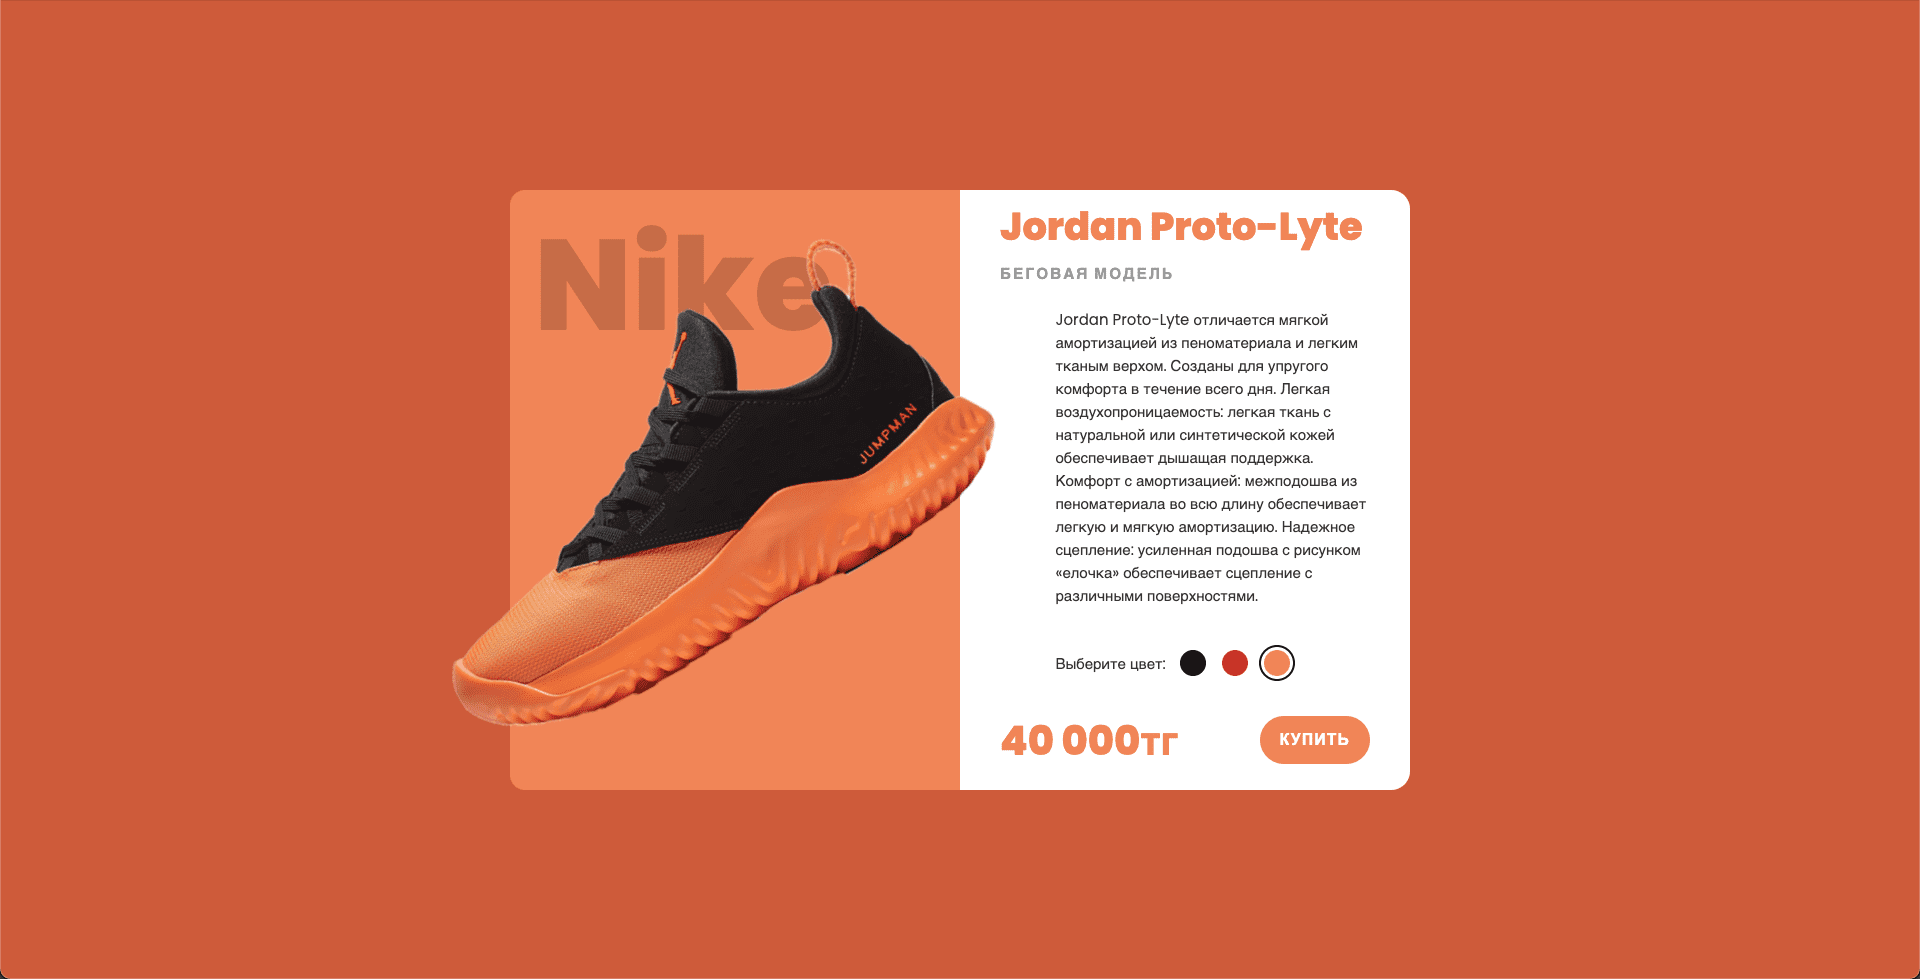 Nike
JUMPMAN
Jordan Proto-Lyte
БЕГОВАЯ МОДЕЛЬ
Jordan Proto-Lyte отличается мягкой
амортизацией из пеноматериала и легким
тканым верхом. Созданы для упругого
комфорта в течение всего дня. Легкая
воздухопроницаемость: легкая ткань с
натуральной или синтетической кожей
обеспечивает дышащая поддержка.
Комфорт с амортизацией: межподошва из
пеноматериала во всю длину обеспечивает
легкую и мягкую амортизацию. Надежное
сцепление: усиленная подошва с рисунком
«елочка» обеспечивает сцепление с
различными поверхностями.
Выберите цвет:
40 000тг
КУПИТЬ